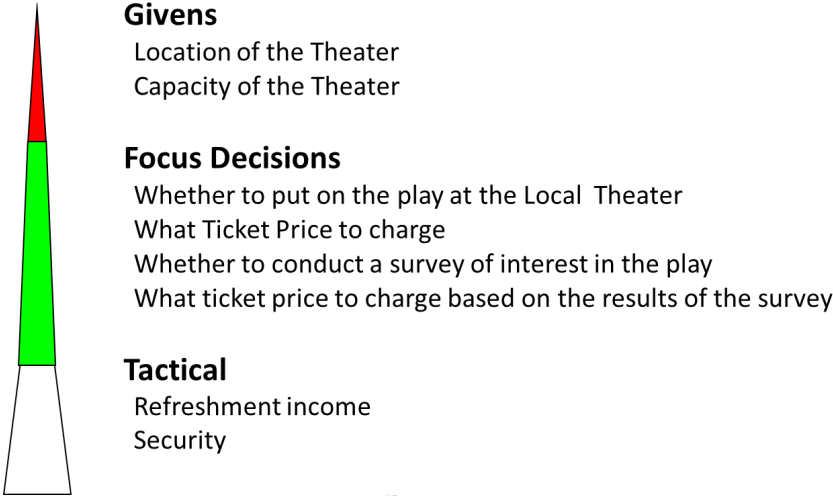 Givens
Location of the Theater
Capacity of the Theater
Focus Decisions
Whether to put on the play at the Local Theater
What Ticket Price to charge
Whether to conduct a survey of interest in the play
What ticket price to charge based on the results of the survey
Tactical
Refreshment income
Security